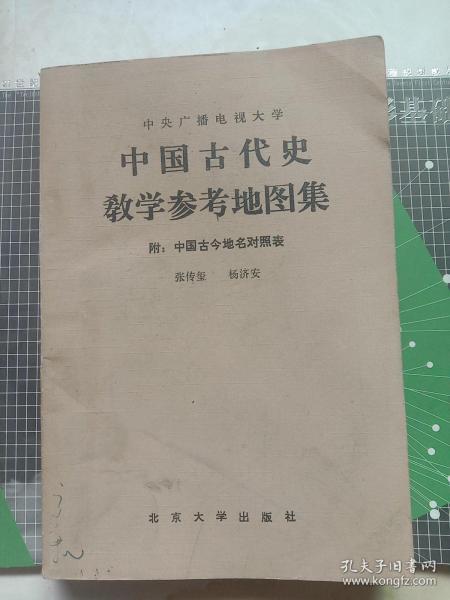 中央广播电视大学
中国古代史
教学参考地图集
附：中国古今地名对照表
张传玺 杨济安
北京大学出版社
孔夫子旧书网
www.kongfz.com